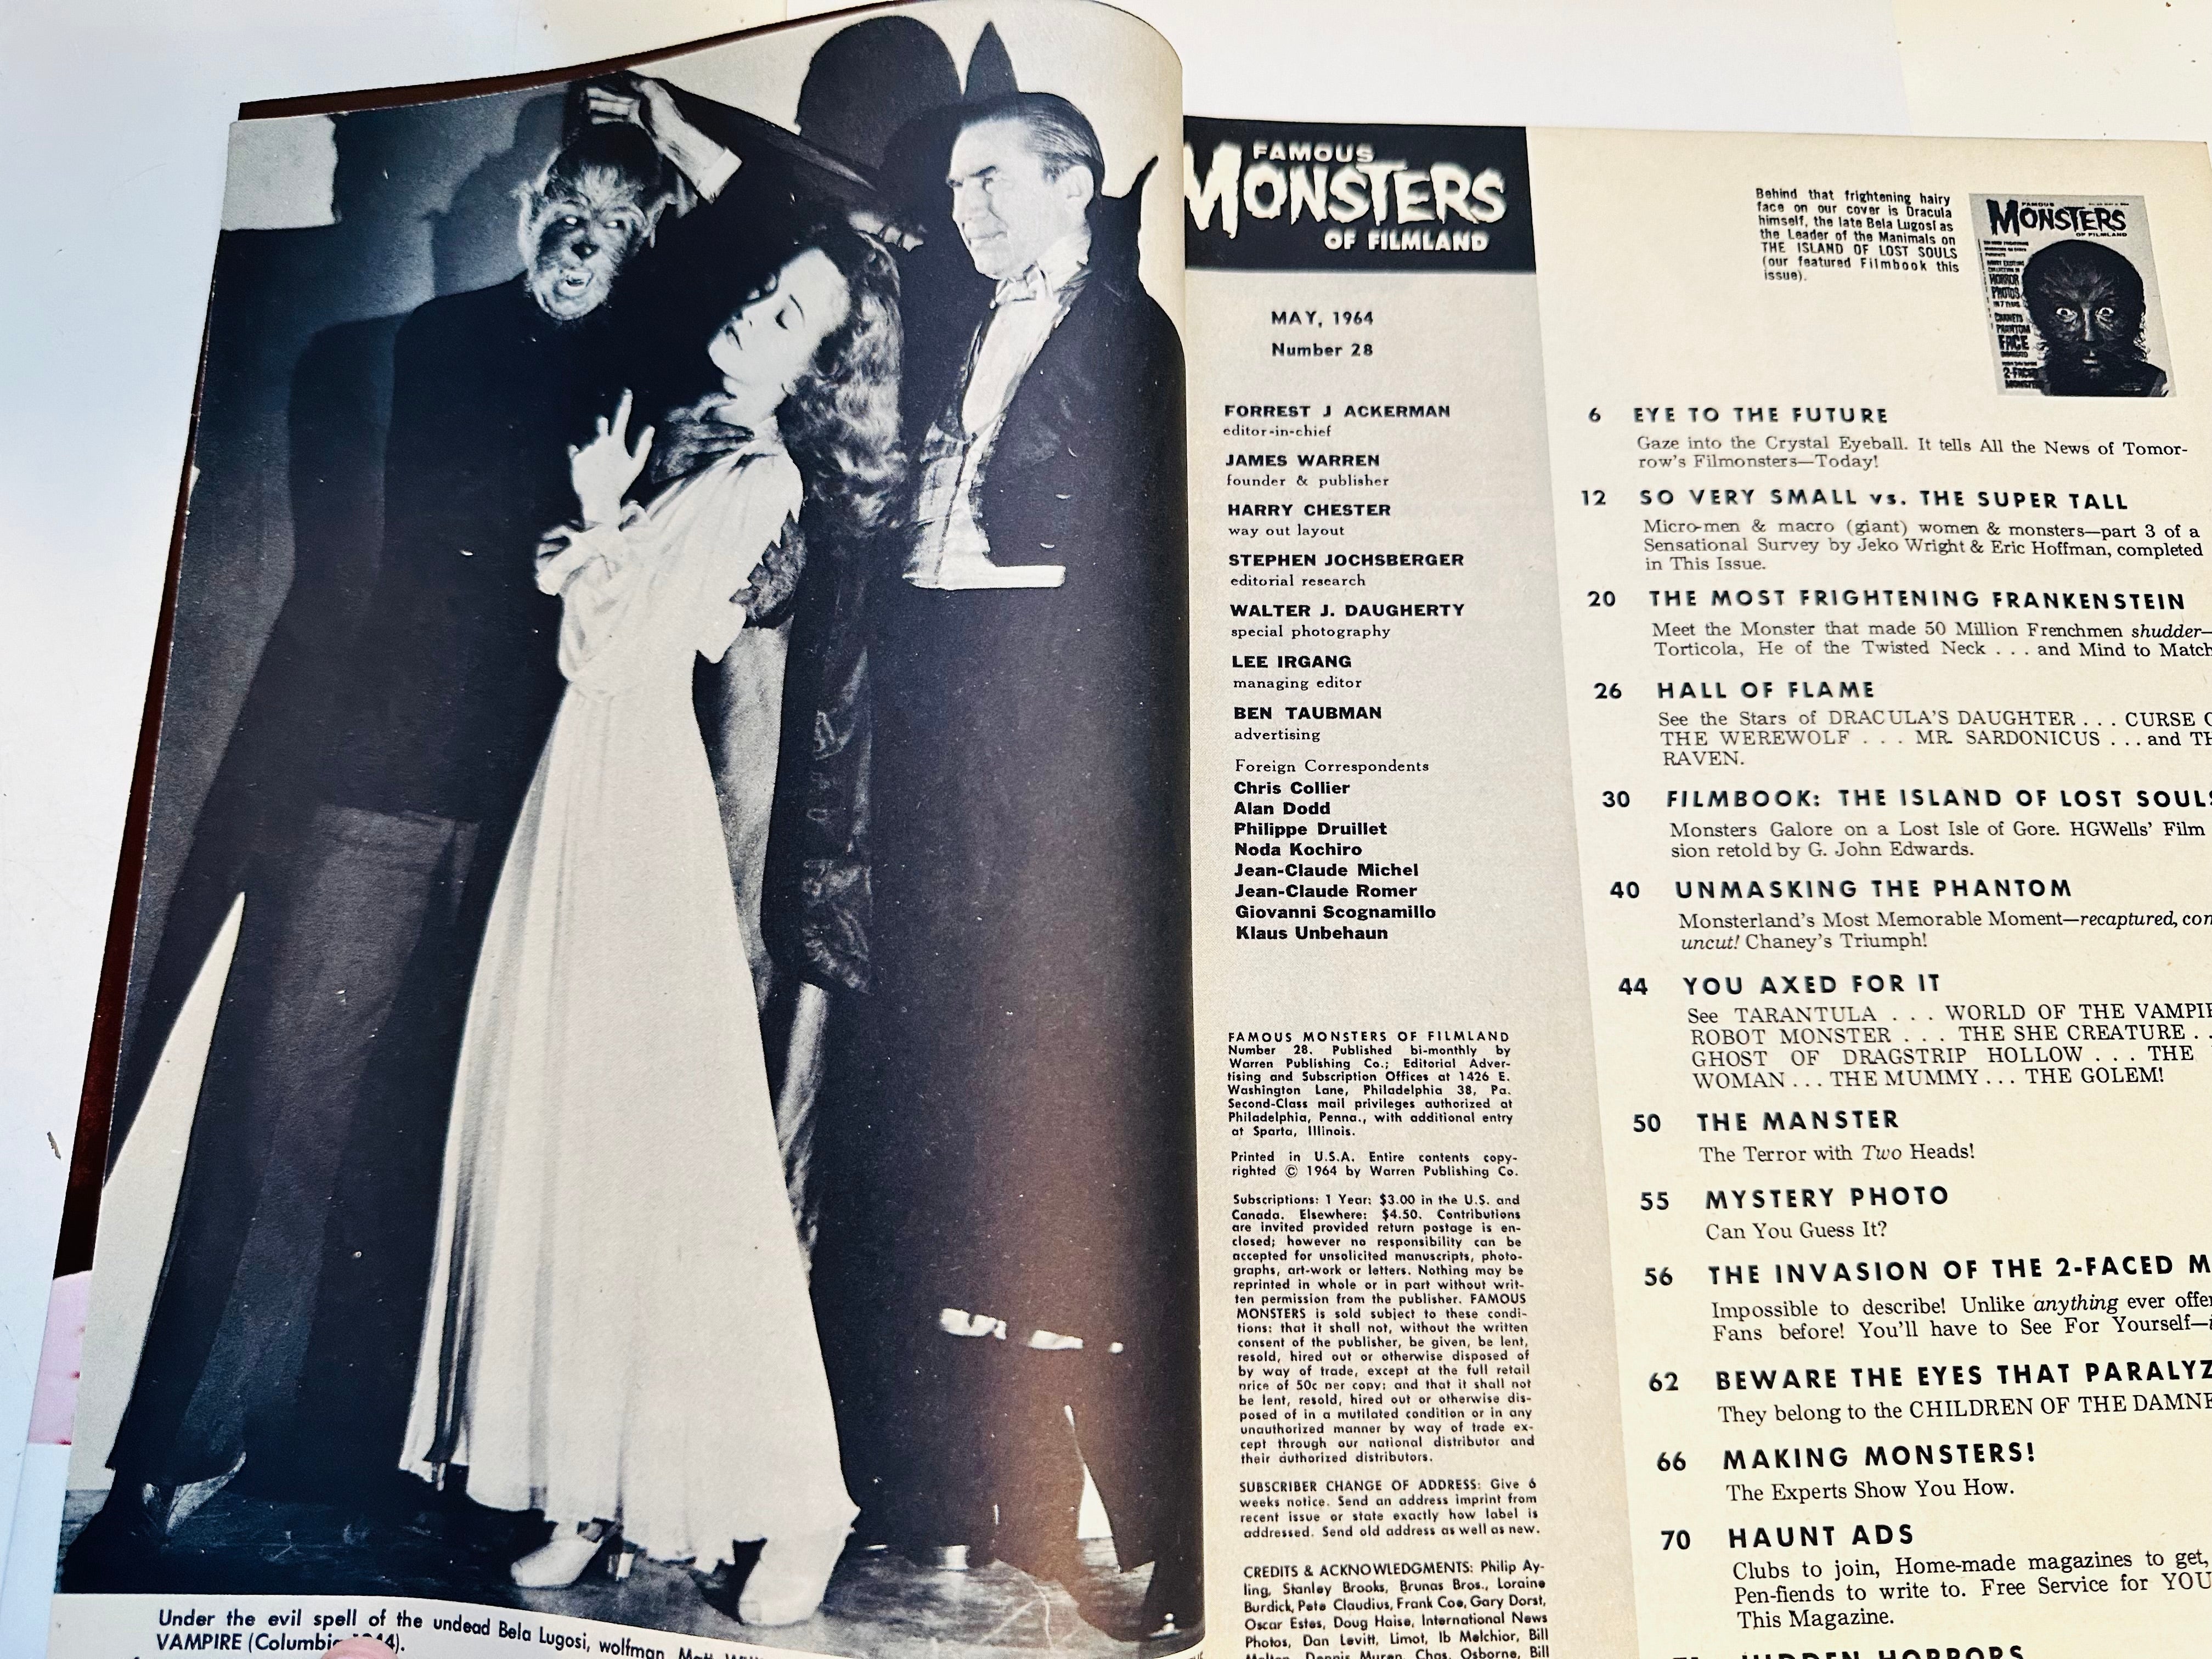 Under the evil spell of the undead Bela Lugosi, wolfman Matt
VAMPIRE (Columbia 1944).
FAMOUS
MONSTERS
OF FILMLAND
MAY, 1964
Number 28
FORREST J ACKERMAN
editor-in-chief
JAMES WARREN
founder & publisher
HARRY CHESTER
way out layout
STEPHEN JOCHSBERGER
editorial research
WALTER J. DAUGHERTY
special photography
LEE IRGANG
managing editor
BEN TAUBMAN
advertising
Foreign Correspondents
Chris Collier
Alan Dodd
Philippe Druillet
Noda Kochiro
Jean-Claude Michel
Jean-Claude Romer
Giovanni Scognamillo
Klaus Unbehaun
FAMOUS MONSTERS OF FILMLAND
Number 28. Published bi-monthly by
Warren Publishing Co.; Editorial Adver-
tising and Subscription Offices at 1426 E.
Washington Lane, Philadelphia 38, Pa.
Second-Class mail privileges authorized at
Philadelphia, Penna., with additional entry
at Sparta, Illinois.
Printed in U.S.A. Entire contents copy-
righted © 1964 by Warren Publishing Co.
Subscriptions: 1 Year: $3.00 in the U.S. and
Canada. Elsewhere: $4.50. Contributions
are invited provided return postage is en-
closed; however no responsibility can be
accepted for unsolicited manuscripts, photo-
graphs, art-work or letters. Nothing may be
reprinted in whole or in part without writ-
ten permission from the publisher. FAMOUS
MONSTERS is sold subject to these condi-
tions: that it shall not, without the written
consent of the publisher, be given, be lent,
resold, hired out or otherwise disposed of
by way of trade, except at the full retail
price of 50c per copy; and that it shall not
be lent, resold, hired out or otherwise dis-
posed of in a mutilated condition or in any
unauthorized manner by way of trade ex-
cept through our national distributor and
their authorized distributors.
SUBSCRIBER CHANGE OF ADDRESS: Give 6
weeks notice. Send an address imprint from
recent issue or state exactly how label is
addressed. Send old address as well as new.
CREDITS & ACKNOWLEDGMENTS: Philip Ay-
ling, Stanley Brooks, Brunas Bros., Loraine
Burdick, Pete Claudius, Frank Coe, Gary Dorst,
Oscar Estes, Doug Haise, International News
Photos, Dan Levitt, Limot, Ib Melchior, Bill
Dennis Muren, Chas. Osborne, Bill
Behind that frightening hairy
face on our cover is Dracula
himself, the late Bela Lugosi as
the Leader of the Manimals on
THE ISLAND OF LOST SOULS
(our featured Filmbook this
issue).
FAMOUS
MONSTERS
OF FILMLAND
HORROR
PHOTOS
CHANEY'S
PHANTOM
FACE
2-FACED
MONSTER
6 EYE TO THE FUTURE
Gaze into the Crystal Eyeball. It tells All the News of Tomor-
row's Filmonsters—Today!
12 SO VERY SMALL vs. THE SUPER TALL
Micro-men & macro (giant) women & monsters—part 3 of a
Sensational Survey by Jeko Wright & Eric Hoffman, completed
in This Issue.
20 THE MOST FRIGHTENING FRANKENSTEIN
Meet the Monster that made 50 Million Frenchmen shudder—
Torticola, He of the Twisted Neck . . . and Mind to Match
26 HALL OF FLAME
See the Stars of DRACULA'S DAUGHTER . . . CURSE O
THE WEREWOLF . . . MR. SARDONICUS . . . and TH
RAVEN.
30 FILMBOOK: THE ISLAND OF LOST SOULS
Monsters Galore on a Lost Isle of Gore. HGWells' Film
sion retold by G. John Edwards.
40 UNMASKING THE PHANTOM
Monsterland's Most Memorable Moment—recaptured, com
uncut! Chaney's Triumph!
44 YOU AXED FOR IT
See TARANTULA . . . WORLD OF THE VAMPIR
ROBOT MONSTER . . . THE SHE CREATURE . .
GHOST OF DRAGSTRIP HOLLOW . . . THE
WOMAN . . . THE MUMMY . . . THE GOLEM!
50 THE MANSTER
The Terror with Two Heads!
55 MYSTERY PHOTO
Can You Guess It?
56 THE INVASION OF THE 2-FACED M
Impossible to describe! Unlike anything ever offer
Fans before! You'll have to See For Yourself—i
62 BEWARE THE EYES THAT PARALYZ
They belong to the CHILDREN OF THE DAMNE
66 MAKING MONSTERS!
The Experts Show You How.
70 HAUNT ADS
Clubs to join, Home-made magazines to get,
Pen-fiends to write to. Free Service for YOU
This Magazine.
HIDDEN HORRORS